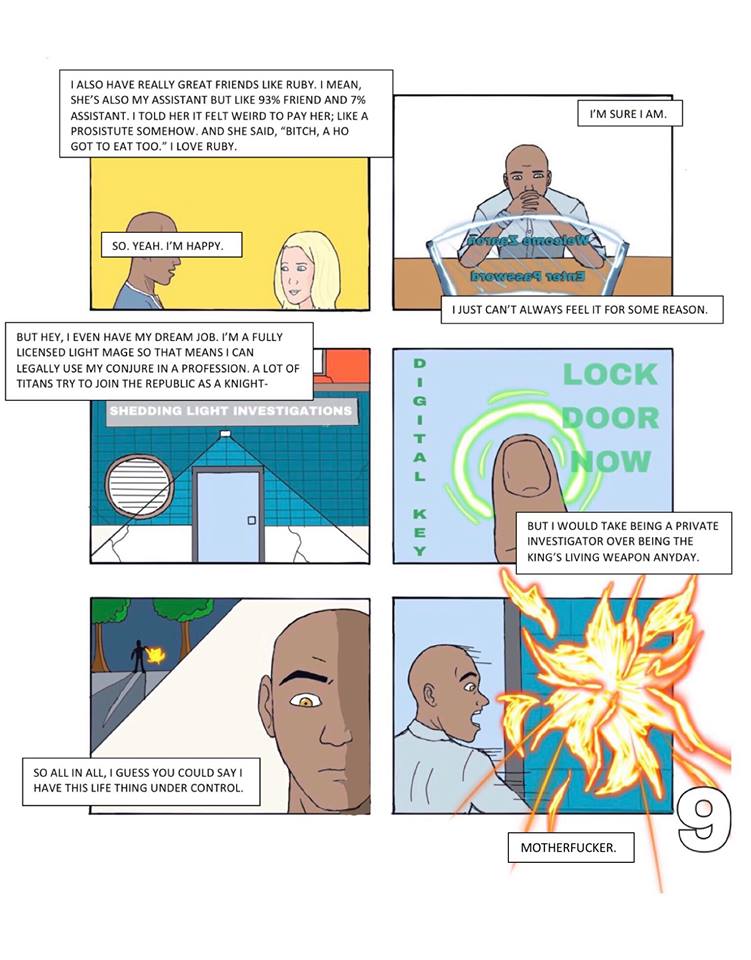 I ALSO HAVE REALLY GREAT FRIENDS LIKE RUBY. I MEAN,
SHE'S ALSO MY ASSISTANT BUT LIKE 93% FRIEND AND 7%
ASSISTANT. I TOLD HER IT FELT WEIRD TO PAY HER; LIKE A
PROSISTUTE SOMEHOW. AND SHE SAID, "BITCH, A HO
GOT TO EAT TOO." I LOVE RUBY.
SO. YEAH. I'M HAPPY.
I'M SURE I AM.
Welcome Zaaron
Enter Password
I JUST CAN'T ALWAYS FEEL IT FOR SOME REASON.
BUT HEY, I EVEN HAVE MY DREAM JOB. I'M A FULLY
LICENSED LIGHT MAGE SO THAT MEANS I CAN
LEGALLY USE MY CONJURE IN A PROFESSION. A LOT OF
TITANS TRY TO JOIN THE REPUBLIC AS A KNIGHT-
SHEDDING LIGHT INVESTIGATIONS
DIGITAL KEY
LOCK
DOOR
NOW
BUT I WOULD TAKE BEING A PRIVATE
INVESTIGATOR OVER BEING THE
KING'S LIVING WEAPON ANYDAY.
SO ALL IN ALL, I GUESS YOU COULD SAY I
HAVE THIS LIFE THING UNDER CONTROL.
MOTHERFUCKER.
9